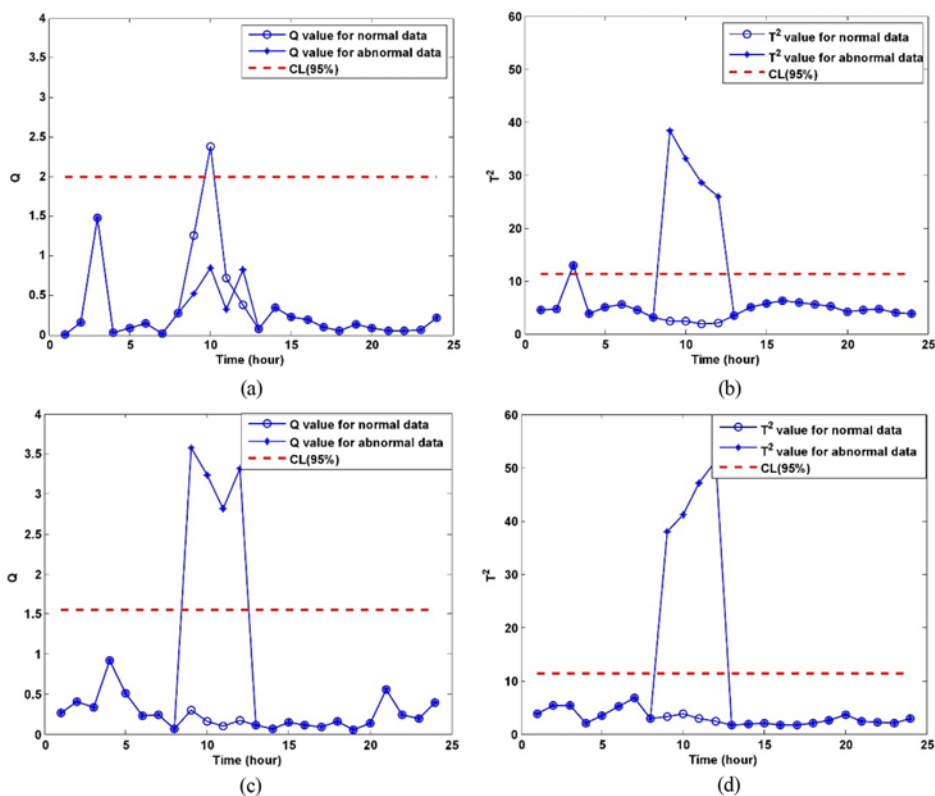 4
3.5
3
2.5
2
1.5
1
0.5
0
Q
0 5 10 15 20 25
Time (hour)
Q value for normal data
Q value for abnormal data
CL(95%)
(a)
60
50
40
30
20
10
0
T²
0 5 10 15 20 25
Time (hour)
T² value for normal data
T² value for abnormal data
CL(95%)
(b)
4
3.5
3
2.5
2
1.5
1
0.5
0
Q
0 5 10 15 20 25
Time (hour)
Q value for normal data
Q value for abnormal data
CL(95%)
(c)
60
50
40
30
20
10
0
T²
0 5 10 15 20 25
Time (hour)
T² value for normal data
T² value for abnormal data
CL(95%)
(d)